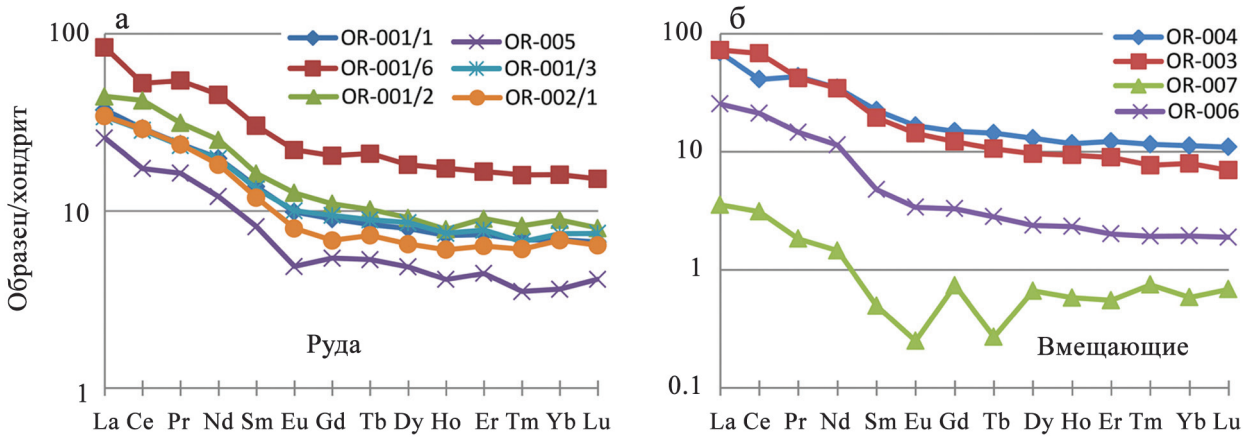 а
б
Образец/хондрит
100
10
1
OR-001/1
OR-005
OR-001/6
OR-001/3
OR-001/2
OR-002/1
Руда
La Ce Pr Nd Sm Eu Gd Tb Dy Ho Er Tm Yb Lu
100
10
1
0.1
OR-004
OR-003
OR-007
OR-006
Вмещающие
La Ce Pr Nd Sm Eu Gd Tb Dy Ho Er Tm Yb Lu